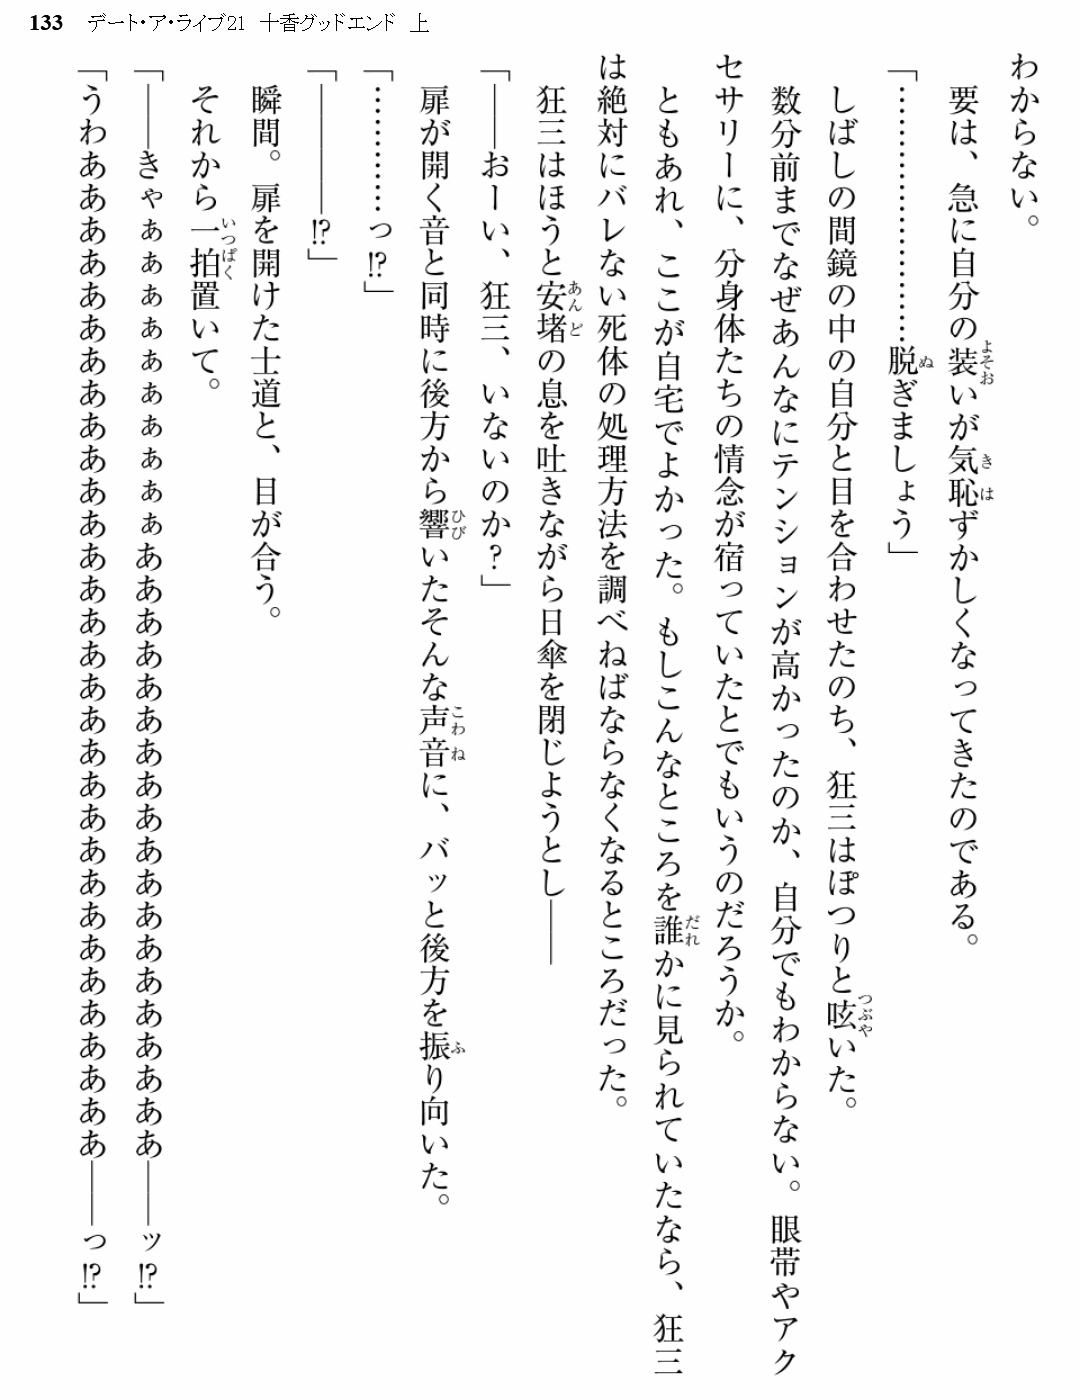 133 デート・ア・ライブ21 十香グッドエンド 上
わからない。
要は、急に自分の装いが気恥ずかしくなってきたのである。
「…………………………脱ぎましょう」
しばしの間鏡の中の自分と目を合わせたのち、狂三はぽつりと呟いた。
数分前までなぜあんなにテンションが高かったのか、自分でもわからない。眼帯やアク
セサリーに、分身体たちの情念が宿っていたとでもいうのだろうか。
ともあれ、ここが自宅でよかった。もしこんなところを誰かに見られていたなら、狂三
は絶対にバレない死体の処理方法を調べねばならなくなるところだった。
狂三はほうと安堵の息を吐きながら日傘を閉じようとし――
「――おーい、狂三、いないのか？」
扉が開く音と同時に後方から響いたそんな声音に、バッと後方を振り向いた。
「…………っ!?」
「――――!?」
瞬間。扉を開けた士道と、目が合う。
それから一拍置いて。
「――きゃぁぁぁぁぁぁぁぁぁぁあああああああああああああああああああ――ッ!?」
「うわあああああああああああああああああああああああああああああああ――っ!?」